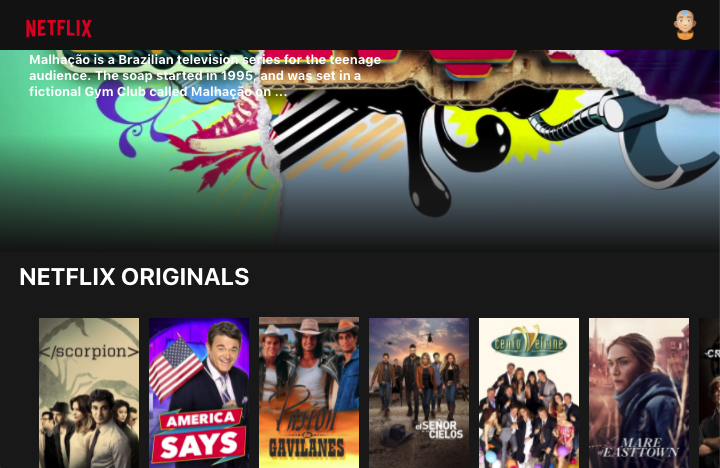 NETFLIX
Malhação is a Brazilian television series for the teenage
audience. The soap started in 1995, and was set in a
fictional Gym Club called Malhação on ...
NETFLIX ORIGINALS
</scorpion>
AMERICA
SAYS
Pasión
DE
GAVILANES
el SEÑOR
DE LOS
CIELOS
cento Vetrine
MARE
OF EASTTOWN
CR